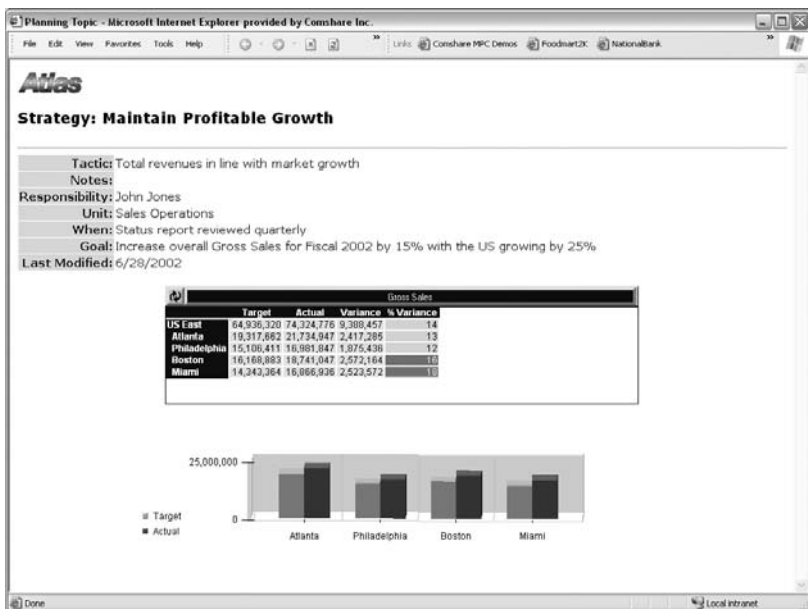 Planning Topic - Microsoft Internet Explorer provided by Comshare Inc.
File Edit View Favorites Tools Help » Links Comshare MPC Demos Foodmart2K NationalBank »
Atlas
Strategy: Maintain Profitable Growth
Tactic: Total revenues in line with market growth
Notes:
Responsibility: John Jones
Unit: Sales Operations
When: Status report reviewed quarterly
Goal: Increase overall Gross Sales for Fiscal 2002 by 15% with the US growing by 25%
Last Modified: 6/28/2002
Gross Sales
Target Actual Variance % Variance
US East 64,936,320 74,324,776 9,388,457 14
Atlanta 19,317,662 21,734,947 2,417,285 13
Philadelphia 15,106,411 16,981,847 1,875,436 12
Boston 16,168,883 18,741,047 2,572,164
Miami 14,343,364 16,866,936 2,523,572
25,000,000
0
Target
Actual
Atlanta Philadelphia Boston Miami
Done Local intranet